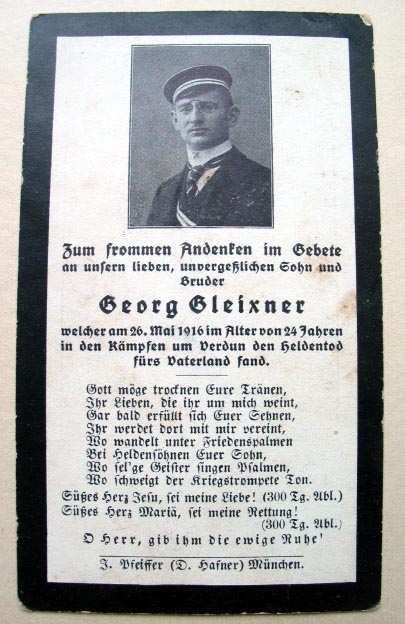 Zum frommen Andenken im Gebete
an unsern lieben, unvergeßlichen Sohn und
Bruder
Georg Gleixner
welcher am 26. Mai 1916 im Alter von 24 Jahren
in den Kämpfen um Verdun den Heldentod
fürs Vaterland fand.
Gott möge trocknen Eure Tränen,
Ihr Lieben, die ihr um mich weint,
Gar bald erfüllt sich Euer Sehnen,
Ihr werdet dort mit mir vereint,
Wo wandelt unter Friedenspalmen
Bei Heldensöhnen Euer Sohn,
Wo sel'ge Geister singen Psalmen,
Wo schweigt der Kriegstrompete Ton.
Süßes Herz Jesu, sei meine Liebe! (300 Tg. Abl.)
Süßes Herz Mariä, sei meine Rettung!
(300 Tg. Abl.)
O Herr, gib ihm die ewige Ruhe!
J. Pfeiffer (D. Hafner) München.